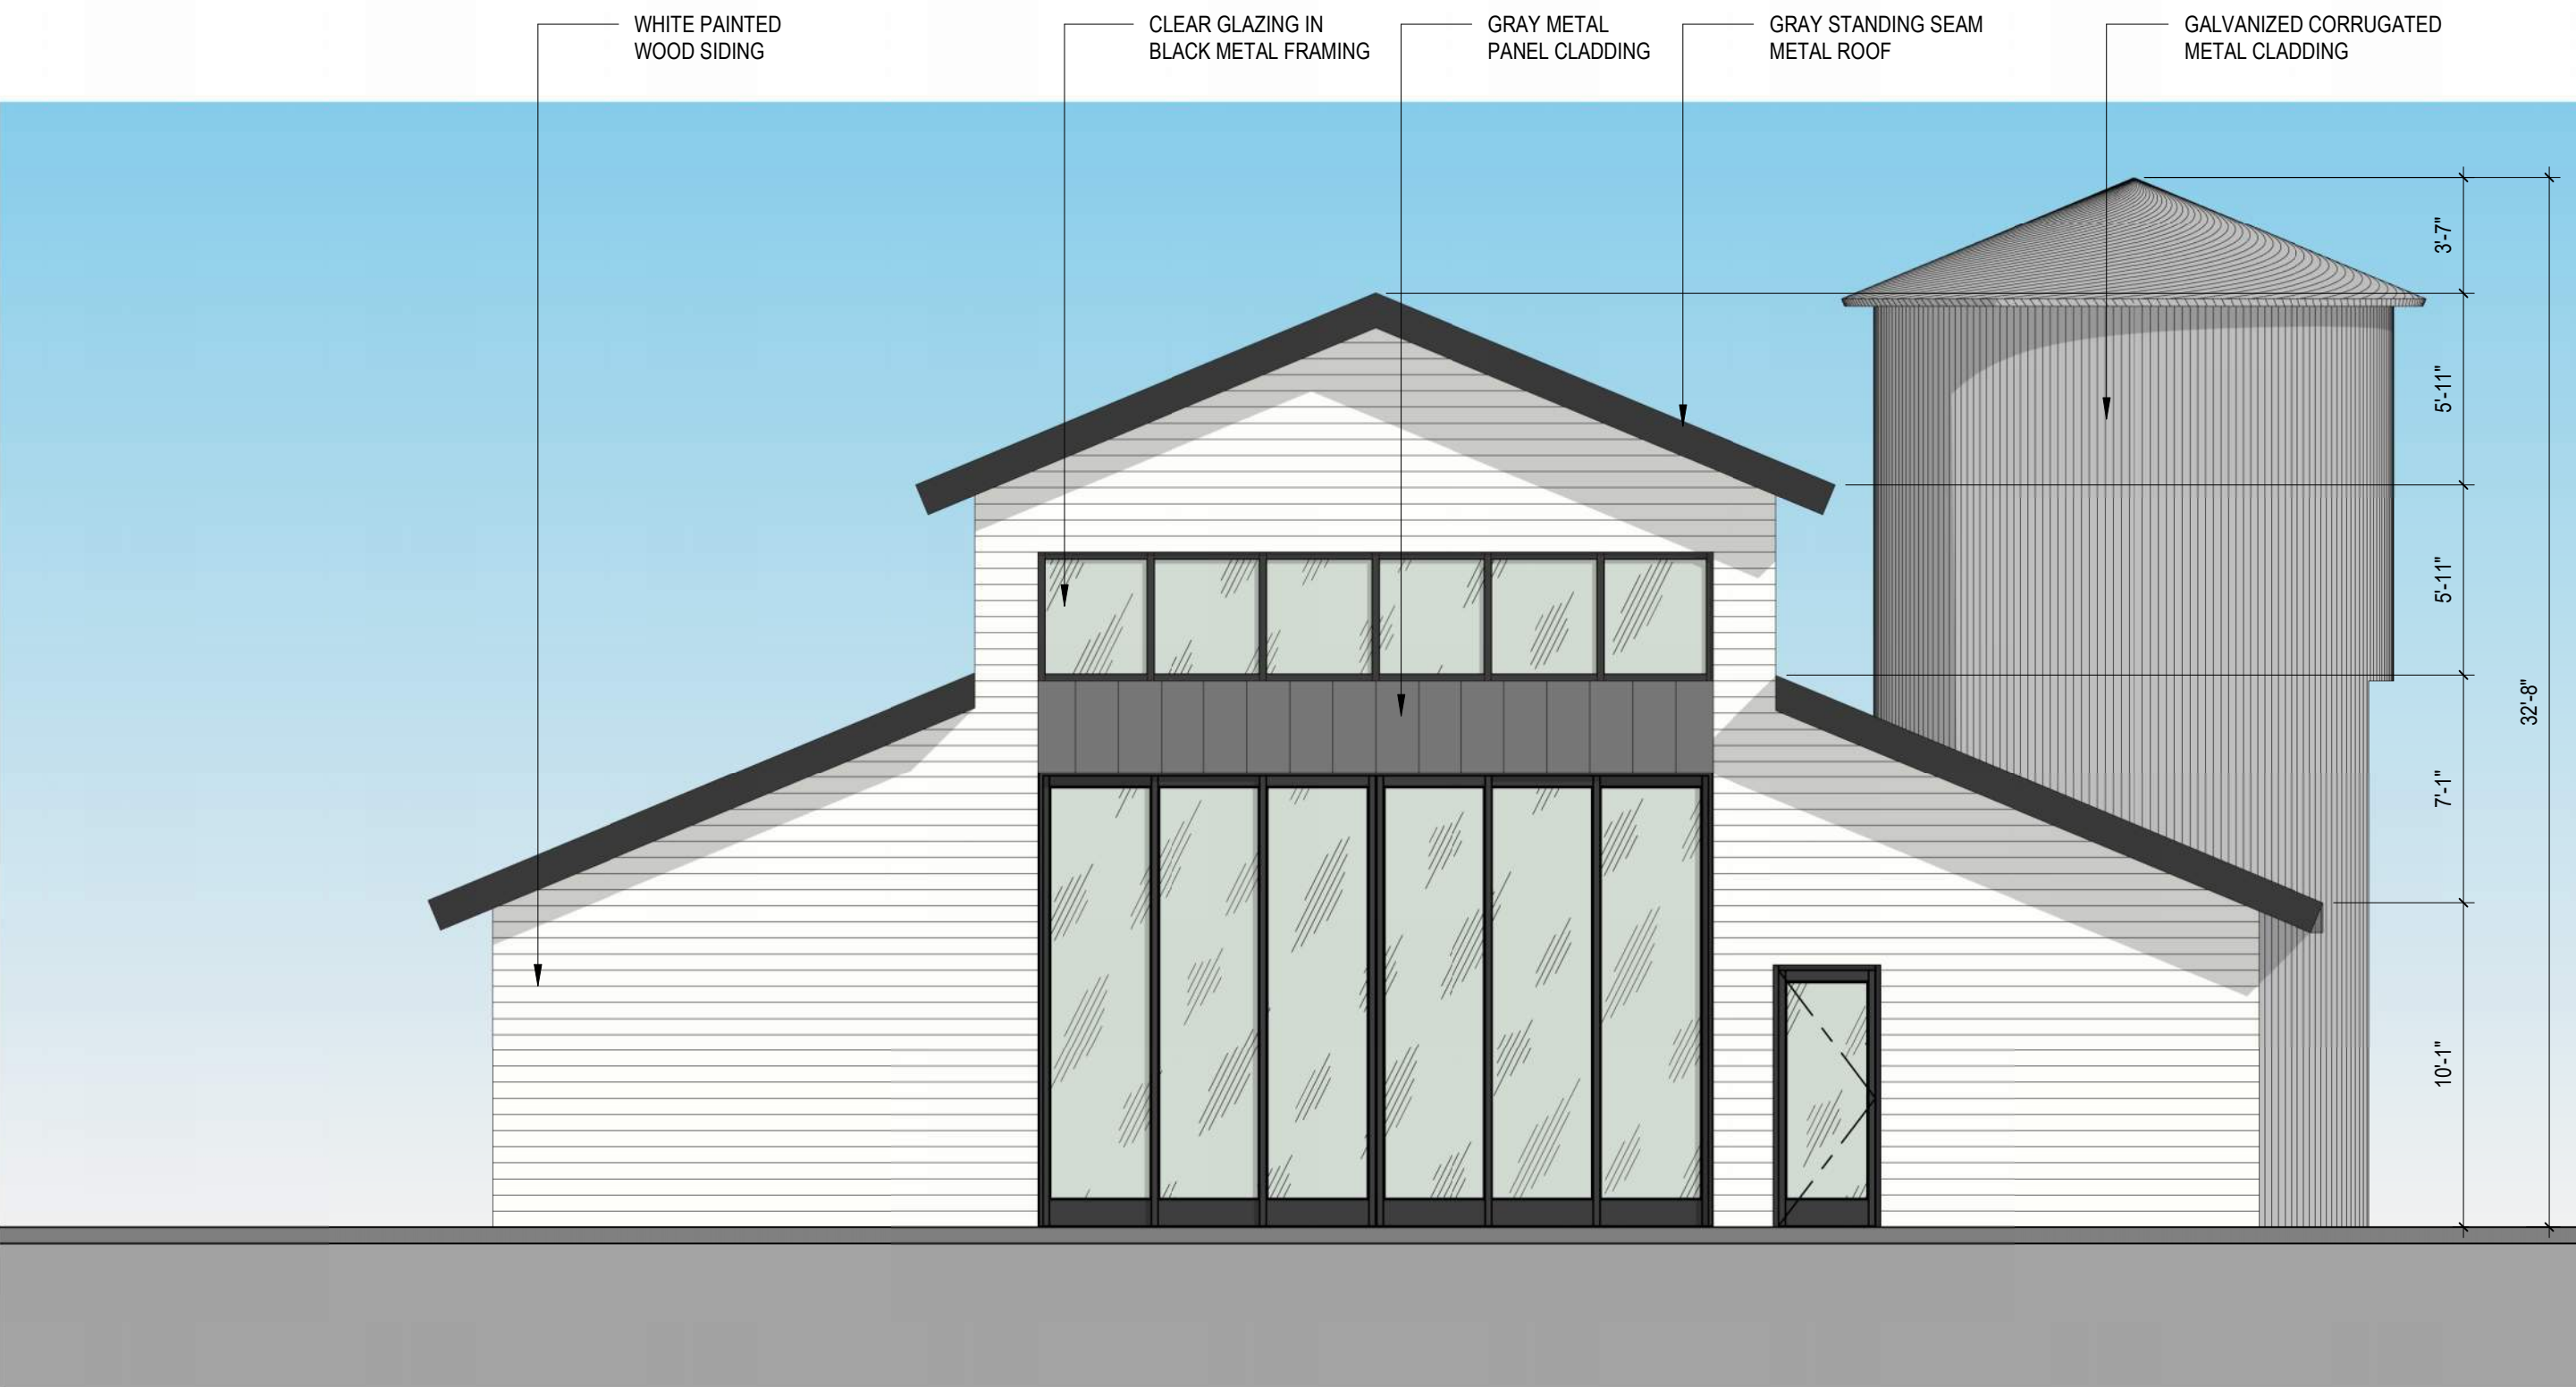 WHITE PAINTED
WOOD SIDING
CLEAR GLAZING IN
BLACK METAL FRAMING
GRAY METAL
PANEL CLADDING
GRAY STANDING SEAM
METAL ROOF
GALVANIZED CORRUGATED
METAL CLADDING
3'-7"
5'-11"
5'-11"
7'-1"
10'-1"
32'-8"